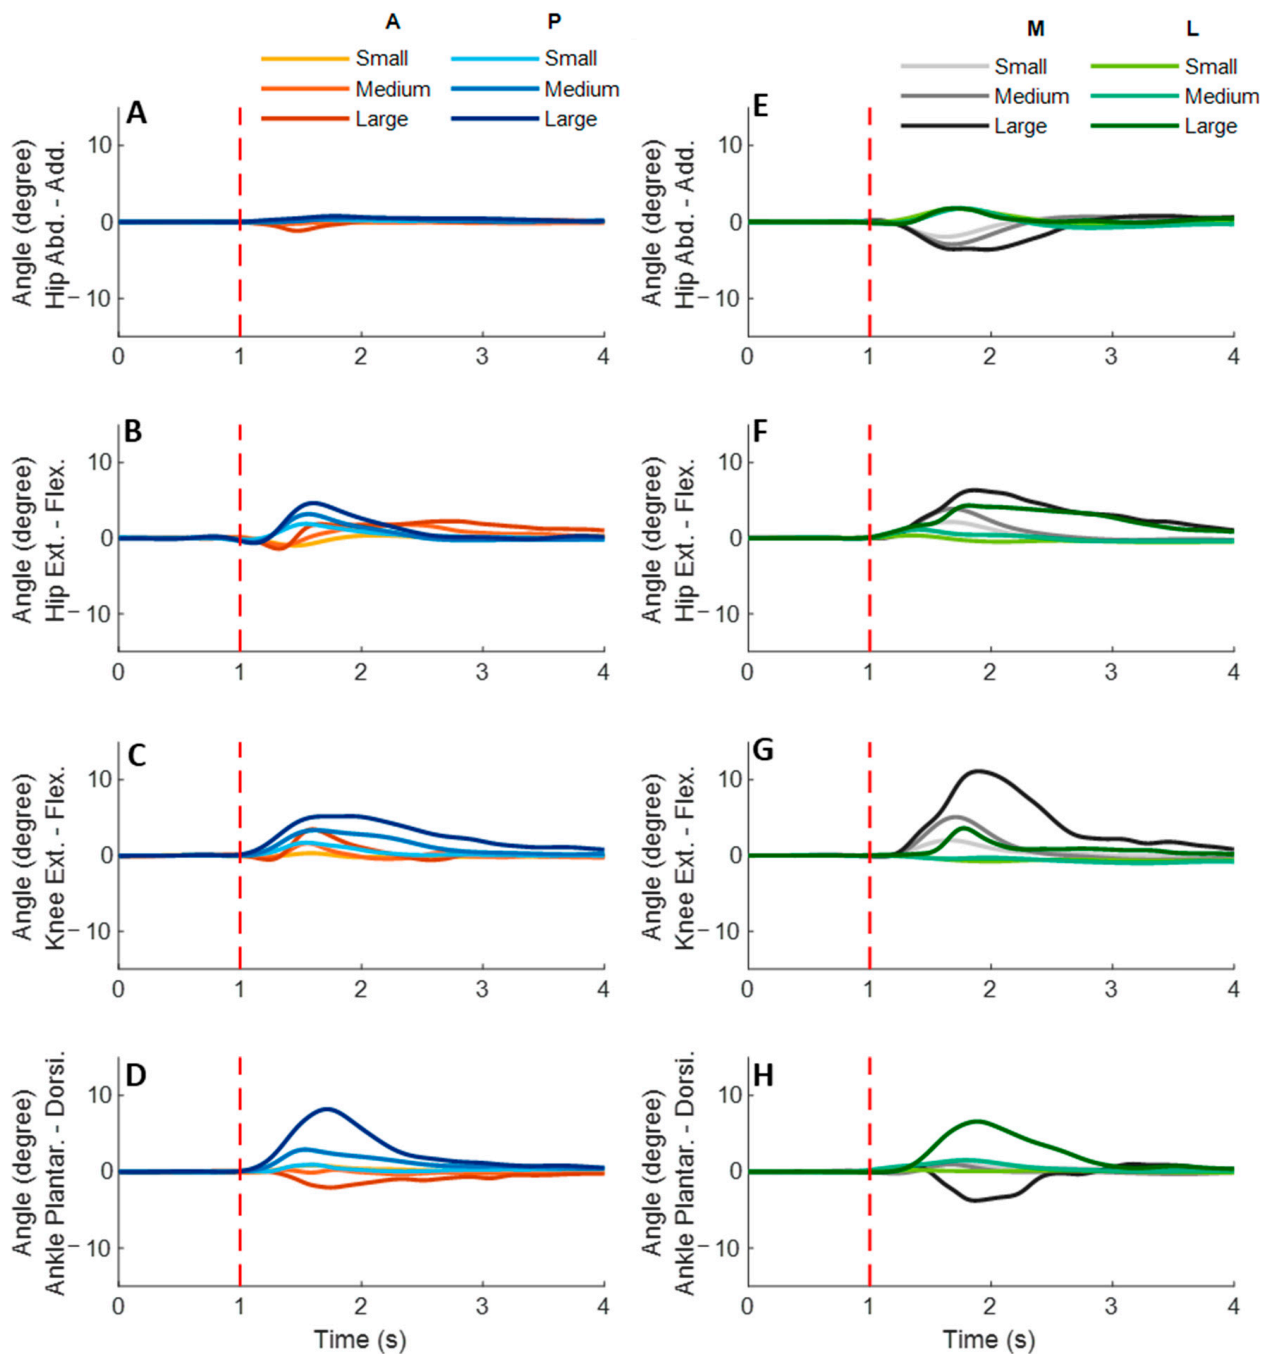 A P
Small Small
Medium Medium
Large Large
M L
Small Small
Medium Medium
Large Large
A
Angle (degree)
Hip Abd. - Add.
10
0
− 10
0 1 2 3 4
E
Angle (degree)
Hip Abd. - Add.
10
0
− 10
0 1 2 3 4
B
Angle (degree)
Hip Ext. - Flex.
10
0
− 10
0 1 2 3 4
F
Angle (degree)
Hip Ext. - Flex.
10
0
− 10
0 1 2 3 4
C
Angle (degree)
Knee Ext. - Flex.
10
0
− 10
0 1 2 3 4
G
Angle (degree)
Knee Ext. - Flex.
10
0
− 10
0 1 2 3 4
D
Angle (degree)
Ankle Plantar. - Dorsi.
10
0
− 10
0 1 2 3 4
Time (s)
H
Angle (degree)
Ankle Plantar. - Dorsi.
10
0
− 10
0 1 2 3 4
Time (s)